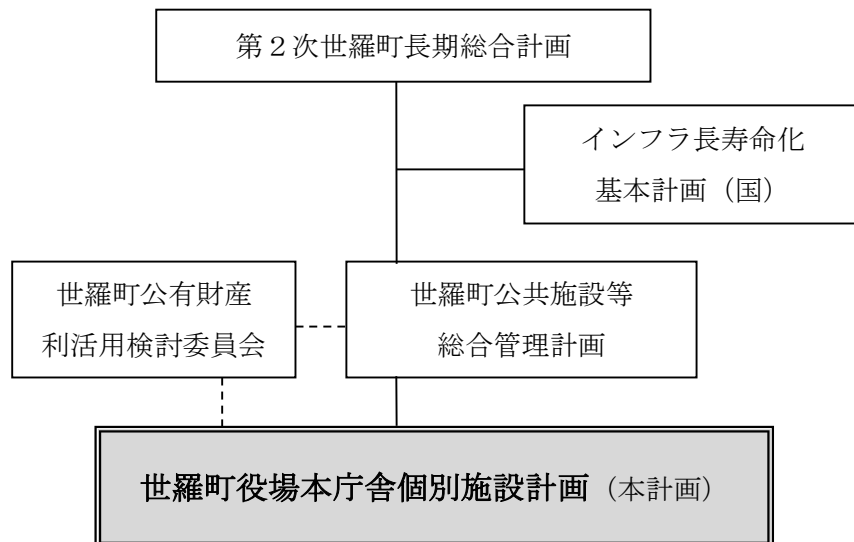 第２次世羅町長期総合計画
インフラ長寿命化
基本計画（国）
世羅町公有財産
利活用検討委員会
世羅町公共施設等
総合管理計画
世羅町役場本庁舎個別施設計画（本計画）